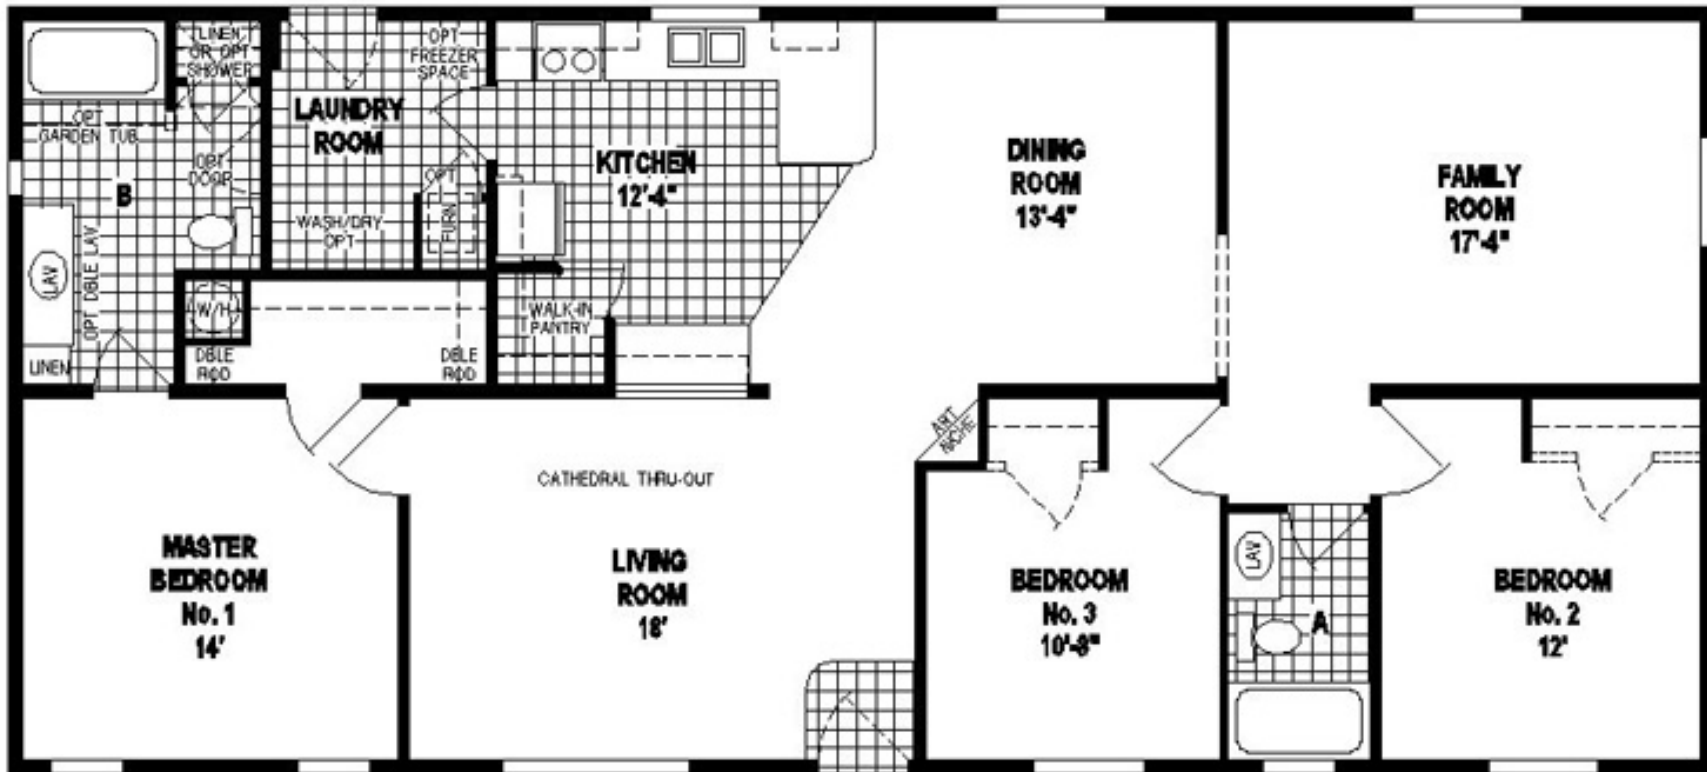 LINEN
OR OPT
SHOWER
OPT
GARDEN TUB
OPT
DOOR
B
LAV
OPT DBLE LAV
LINEN
W/H
DBLE
ROD
DBLE
ROD
OPT
FREEZER
SPACE
LAUNDRY
ROOM
OPT
FURN
WASH/DRY
OPT
KITCHEN
12'-4"
WALK-IN
PANTRY
DINING
ROOM
13'-4"
FAMILY
ROOM
17'-4"
ART
NICHE
CATHEDRAL THRU-OUT
MASTER
BEDROOM
No. 1
14'
LIVING
ROOM
18'
BEDROOM
No. 3
10'-8"
LAV
A
BEDROOM
No. 2
12'